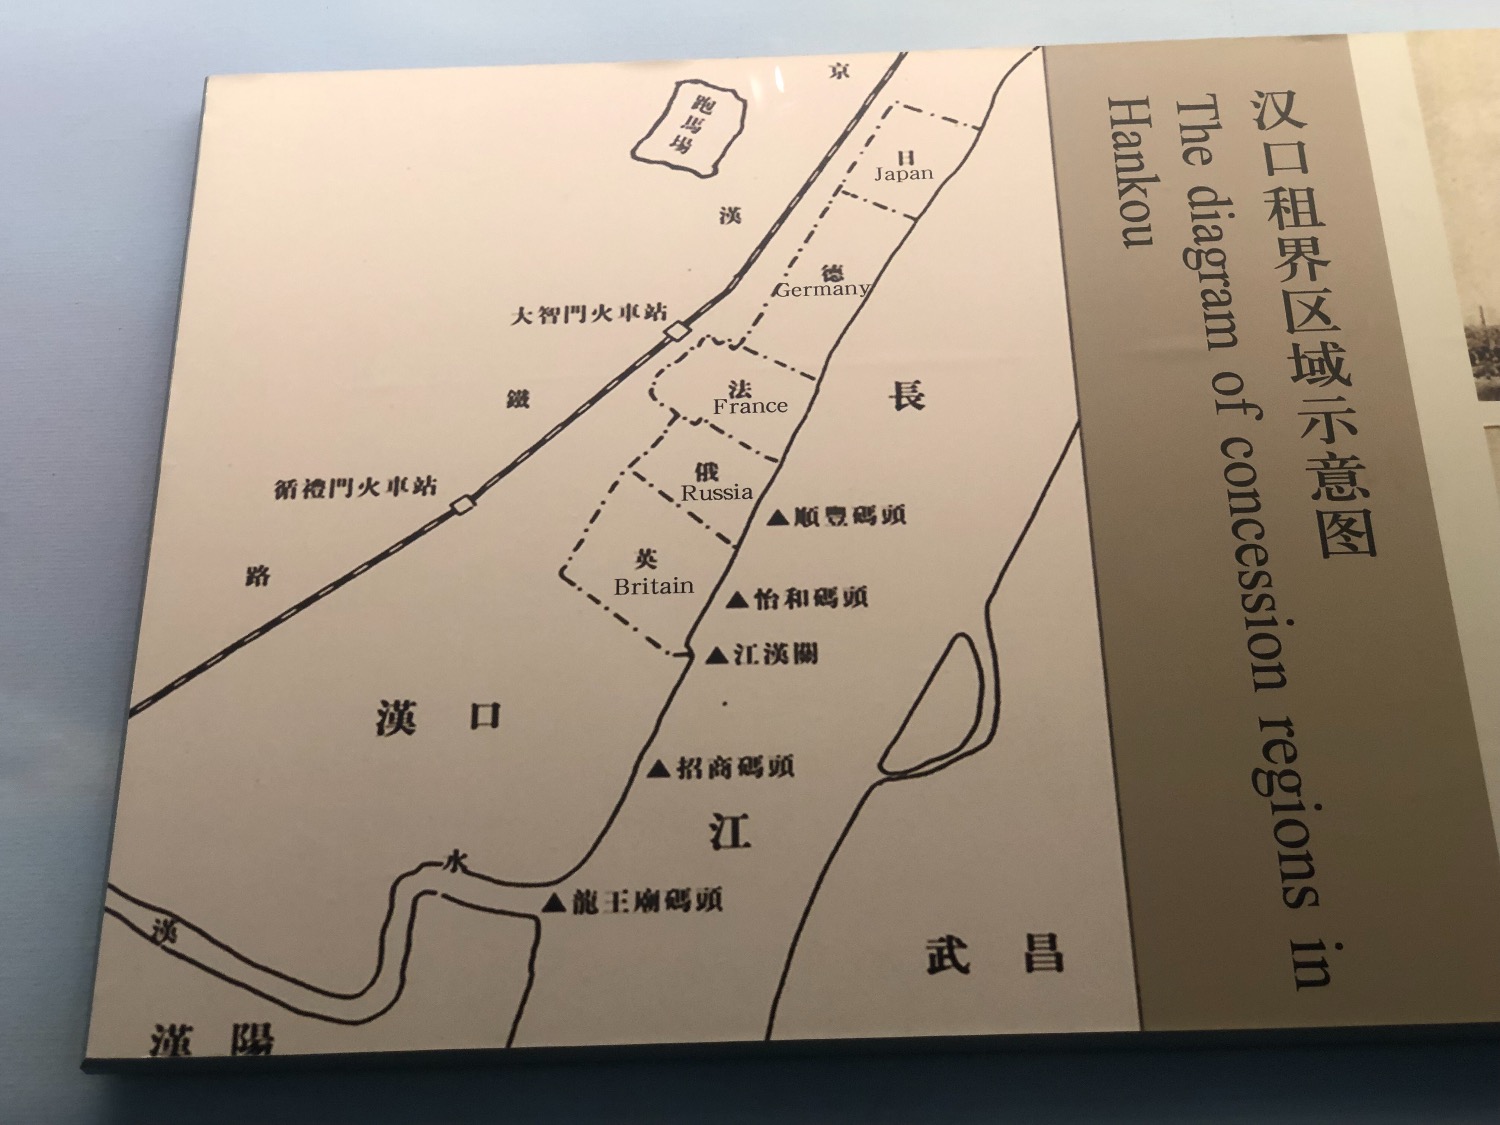 汉口租界区域示意图
The diagram of concession regions in
Hankou
京
跑馬場
日
Japan
漢
德
Germany
大智門火車站
鐵
法
France
長
循禮門火車站
俄
Russia
▲順豐碼頭
路
英
Britain
▲怡和碼頭
▲江漢關
漢口
▲招商碼頭
江
水
▲龍王廟碼頭
漢
武昌
漢陽